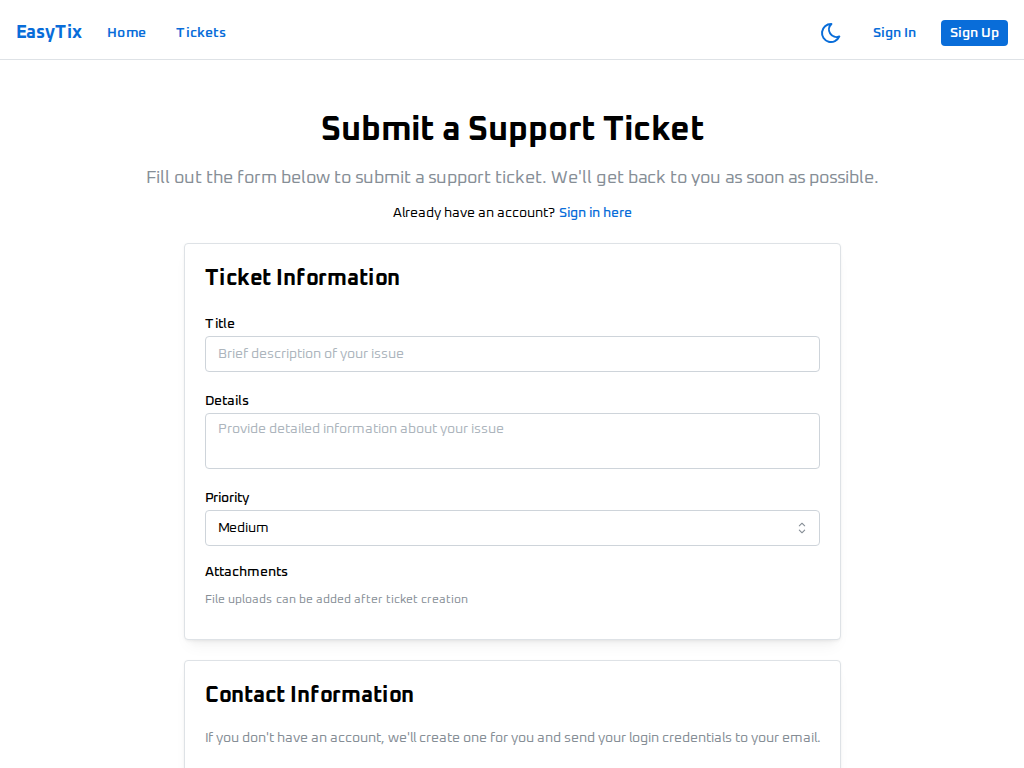 EasyTix Home Tickets Sign In Sign Up
Submit a Support Ticket
Fill out the form below to submit a support ticket. We'll get back to you as soon as possible.
Already have an account? Sign in here
Ticket Information
Title
Brief description of your issue
Details
Provide detailed information about your issue
Priority
Medium
Attachments
File uploads can be added after ticket creation
Contact Information
If you don't have an account, we'll create one for you and send your login credentials to your email.